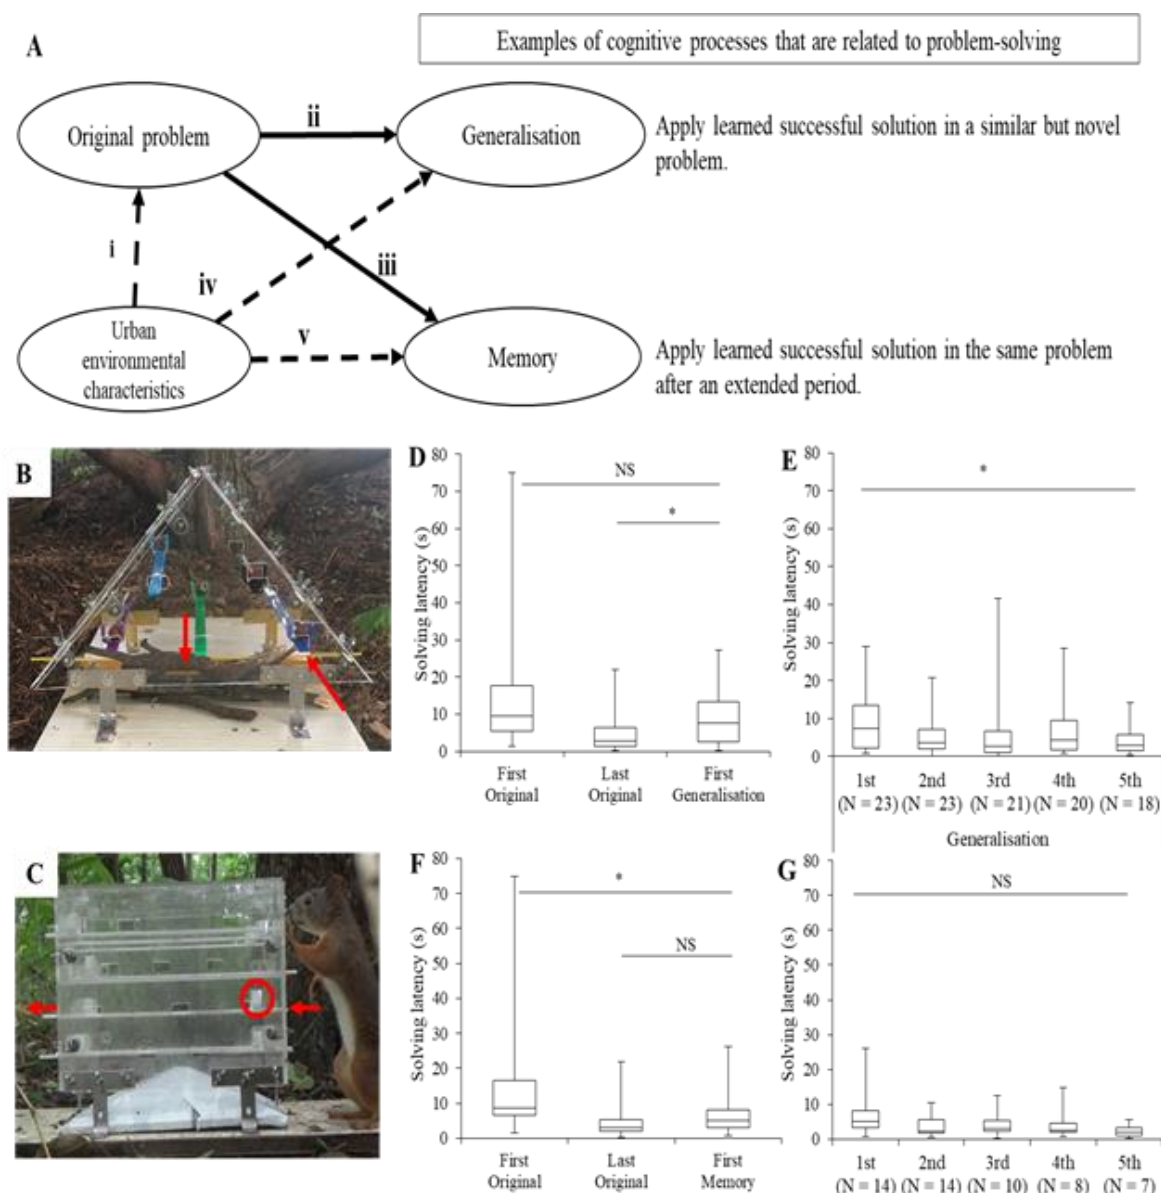 A
Examples of cognitive processes that are related to problem-solving
Original problem
ii
Generalisation
Apply learned successful solution in a similar but novel
problem.
i
iv
iii
Urban
environmental
characteristics
v
Memory
Apply learned successful solution in the same problem
after an extended period.
B
D
Solving latency (s)
80
70
60
50
40
30
20
10
0
NS
*
First
Original
Last
Original
First
Generalisation
E
Solving latency (s)
80
70
60
50
40
30
20
10
0
*
1st
2nd
3rd
4th
5th
(N = 23) (N = 23) (N = 21) (N = 20) (N = 18)
Generalisation
C
F
Solving latency (s)
80
70
60
50
40
30
20
10
0
*
NS
First
Original
Last
Original
First
Memory
G
Solving latency (s)
80
70
60
50
40
30
20
10
0
NS
1st
2nd
3rd
4th
5th
(N = 14) (N = 14) (N = 10) (N = 8) (N = 7)